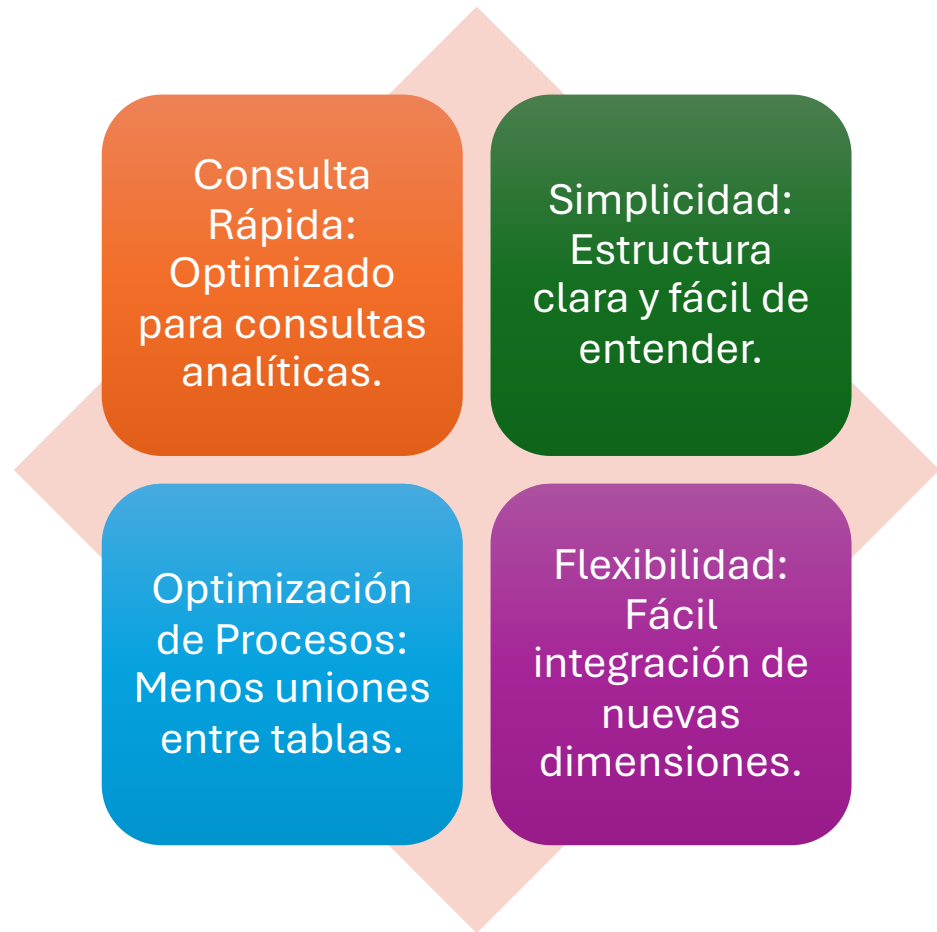 Consulta
Rápida:
Optimizado
para consultas
analíticas.
Simplicidad:
Estructura
clara y fácil de
entender.
Optimización
de Procesos:
Menos uniones
entre tablas.
Flexibilidad:
Fácil
integración de
nuevas
dimensiones.